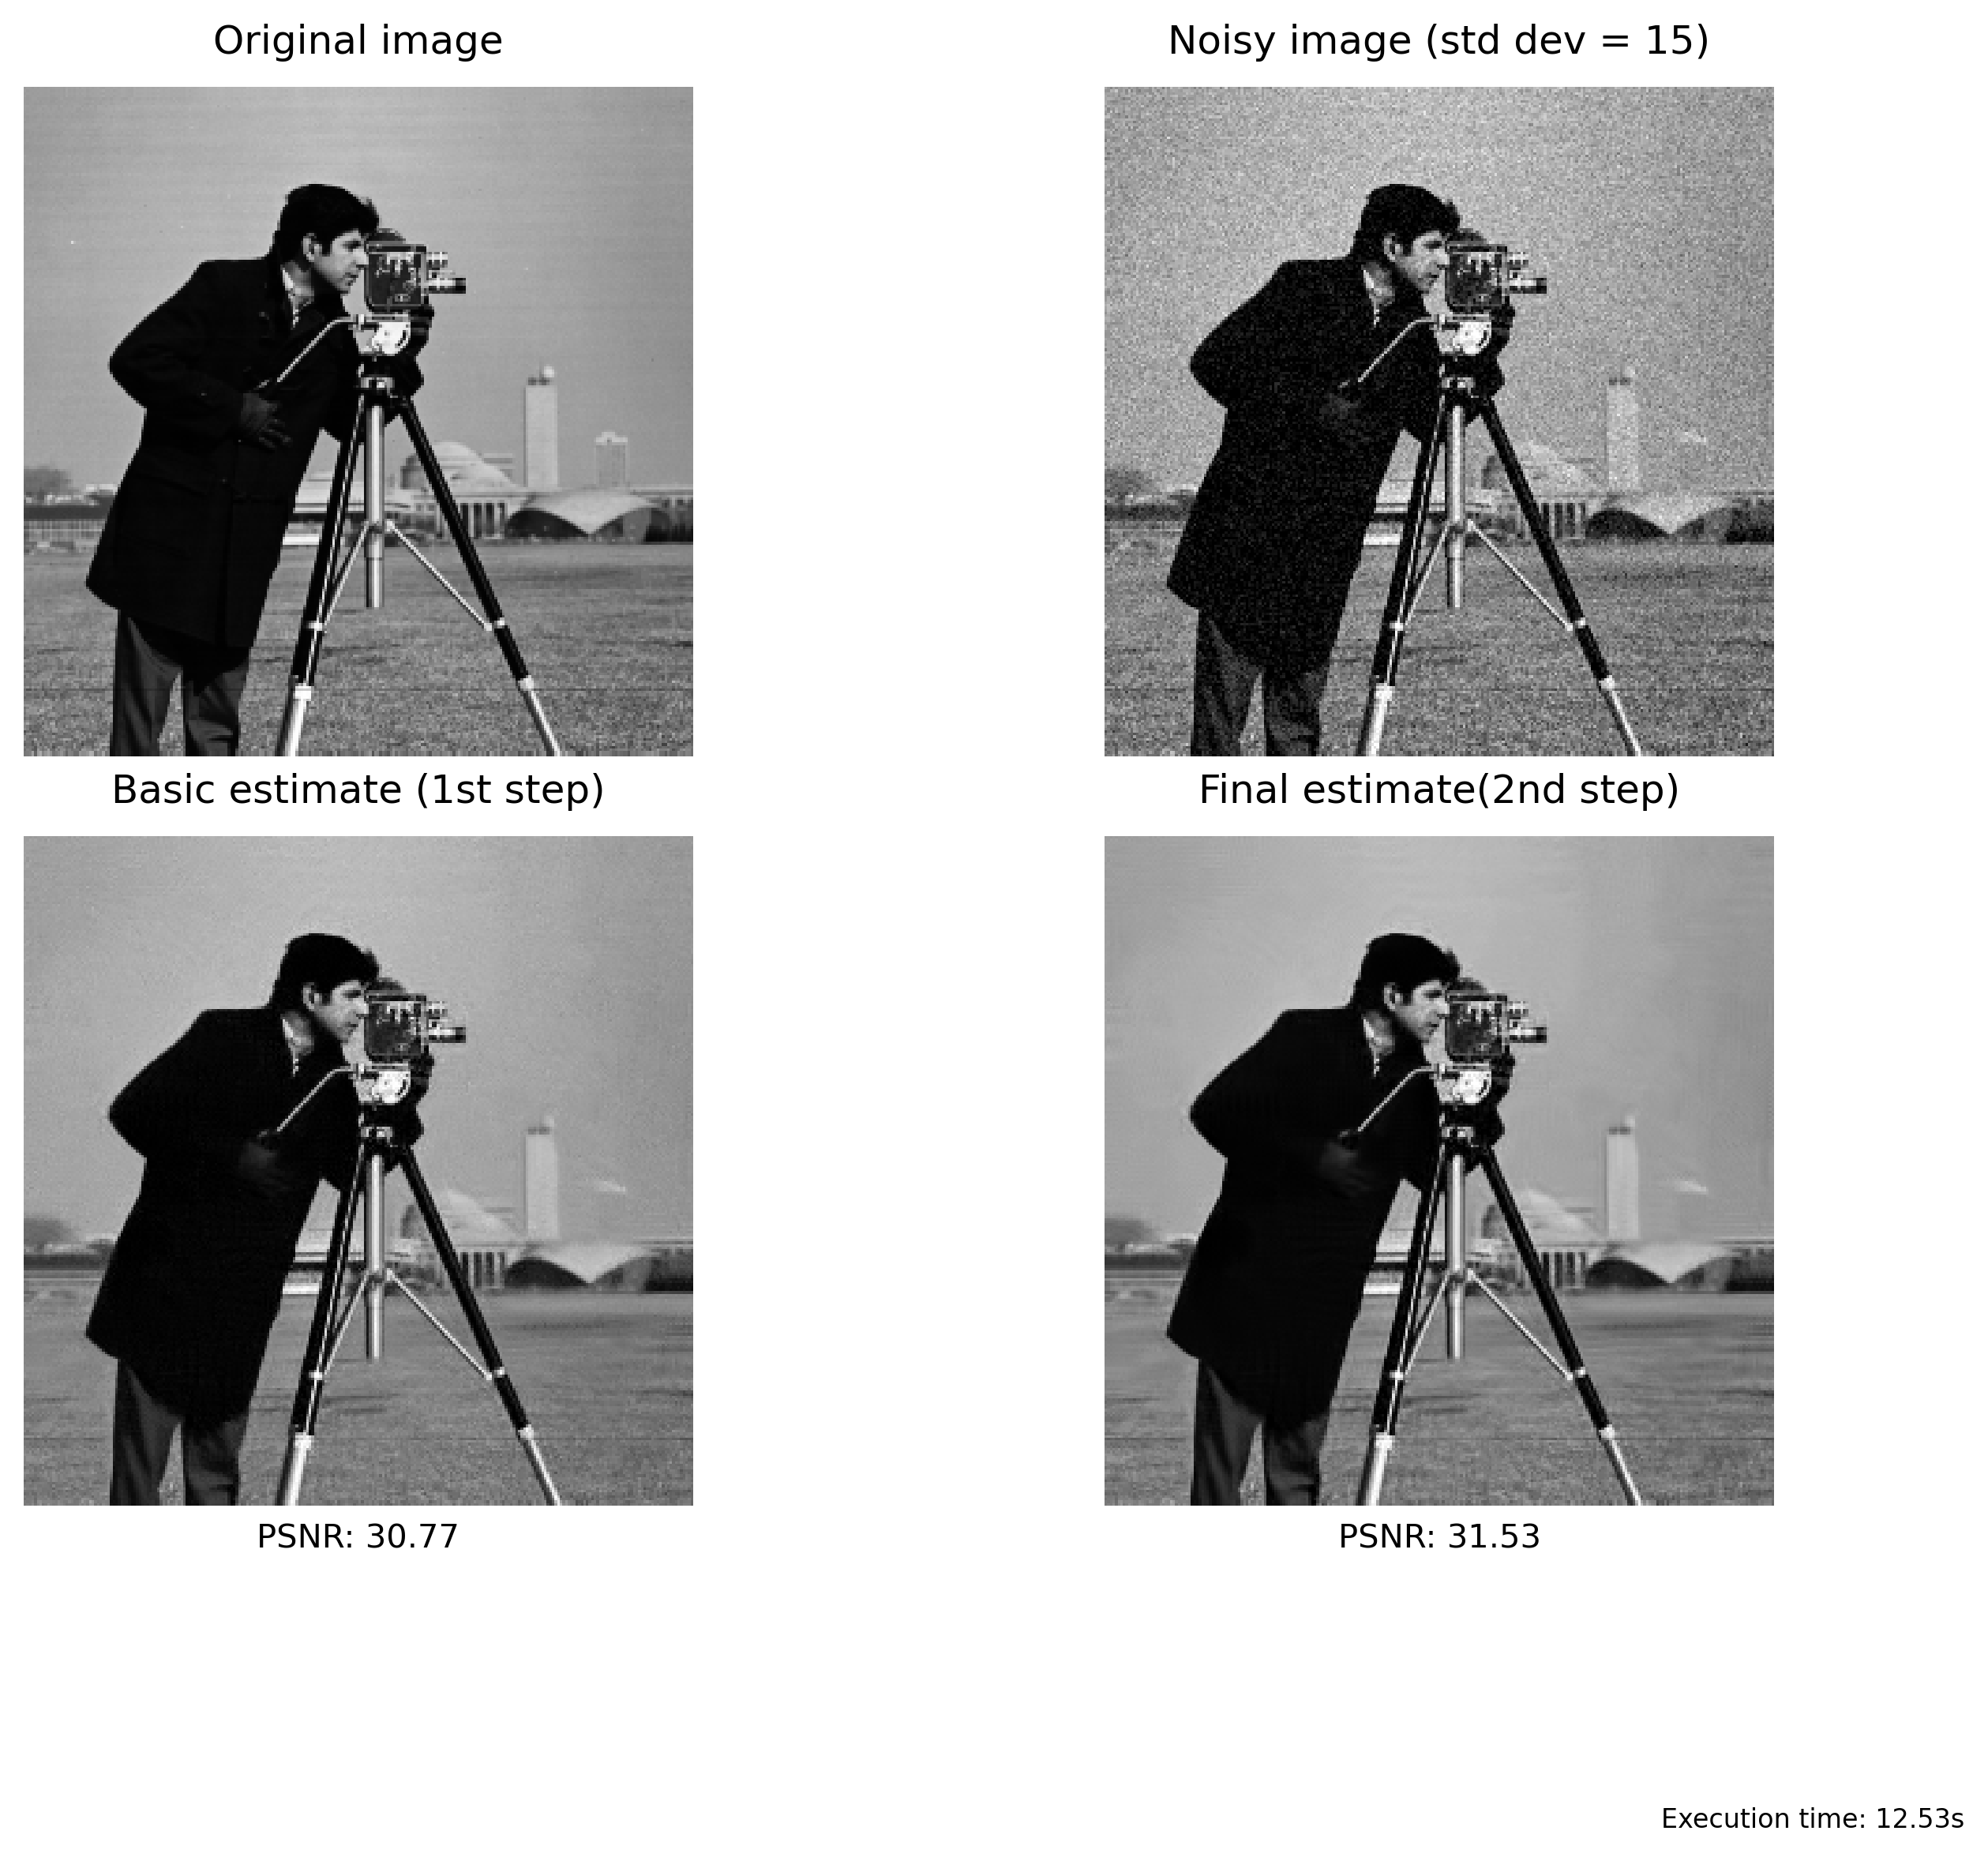 Original image
Noisy image (std dev = 15)
Basic estimate (1st step)
Final estimate(2nd step)
PSNR: 30.77
PSNR: 31.53
Execution time: 12.53s